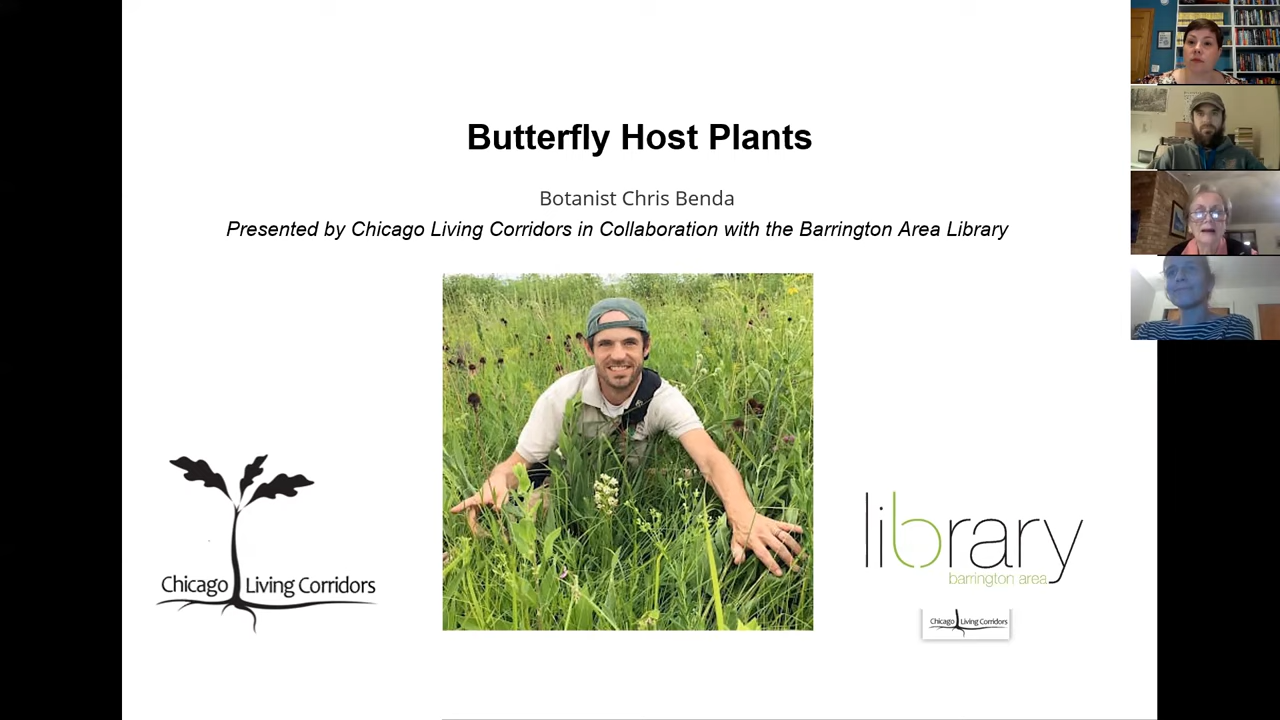 Butterfly Host Plants
Botanist Chris Benda
Presented by Chicago Living Corridors in Collaboration with the Barrington Area Library
Chicago Living Corridors
library
barrington area
Chicago Living Corridors